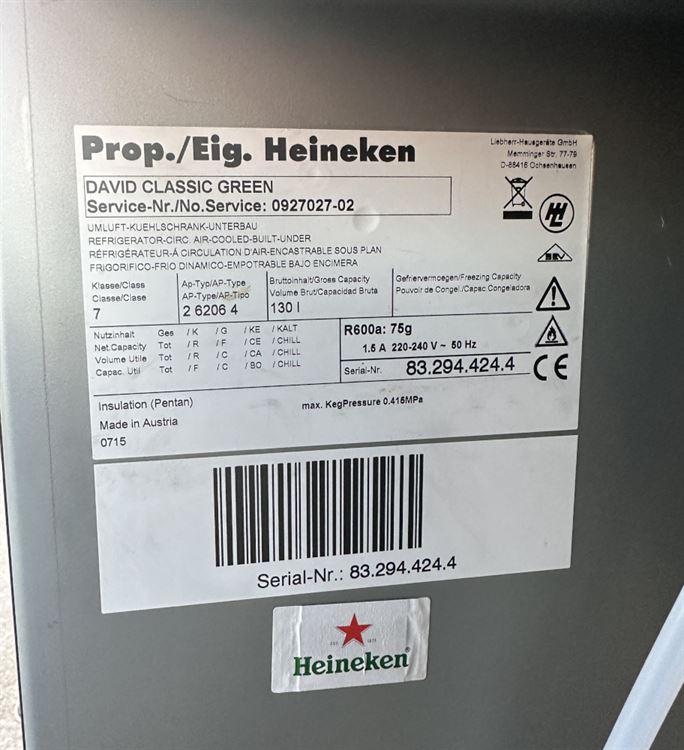 Prop./Eig. Heineken
Liebherr-Hausgeräte GmbH
Memminger Str. 77-79
D-88416 Ochsenhausen
DAVID CLASSIC GREEN
Service-Nr./No.Service: 0927027-02
UMLUFT-KUEHLSCHRANK-UNTERBAU
REFRIGERATOR-CIRC. AIR-COOLED-BUILT-UNDER
RÉFRIGÉRATEUR-Á CIRCULATION D'AIR-ENCASTRABLE SOUS PLAN
FRIGORIFICO-FRIO DINAMICO-EMPOTRABLE BAJO ENCIMERA
Klasse/Class
Classe/Clase
7
Ap-Typ/AP-Type
AP-Type/AP-Tipo
2 6206 4
Bruttoinhalt/Gross Capacity
Volume Brut/Capacidad Bruta
130 l
Gefriervermoegen/Freezing Capacity
Pouvoir de Congel./Capac.Congeladora
Nutzinhalt Ges / K / G / KE / KALT
Net.Capacity Tot / R / F / CE / CHILL
Volume Utile Tot / R / C / CA / CHILL
Capac. Util Tot / F / C / BO / CHILL
R600a: 75g
1.5 A 220-240 V ~ 50 Hz
Serial-Nr. 83.294.424.4
CE
Insulation (Pentan)
max. KegPressure 0.415MPa
Made in Austria
0715
Serial-Nr.: 83.294.424.4
Heineken